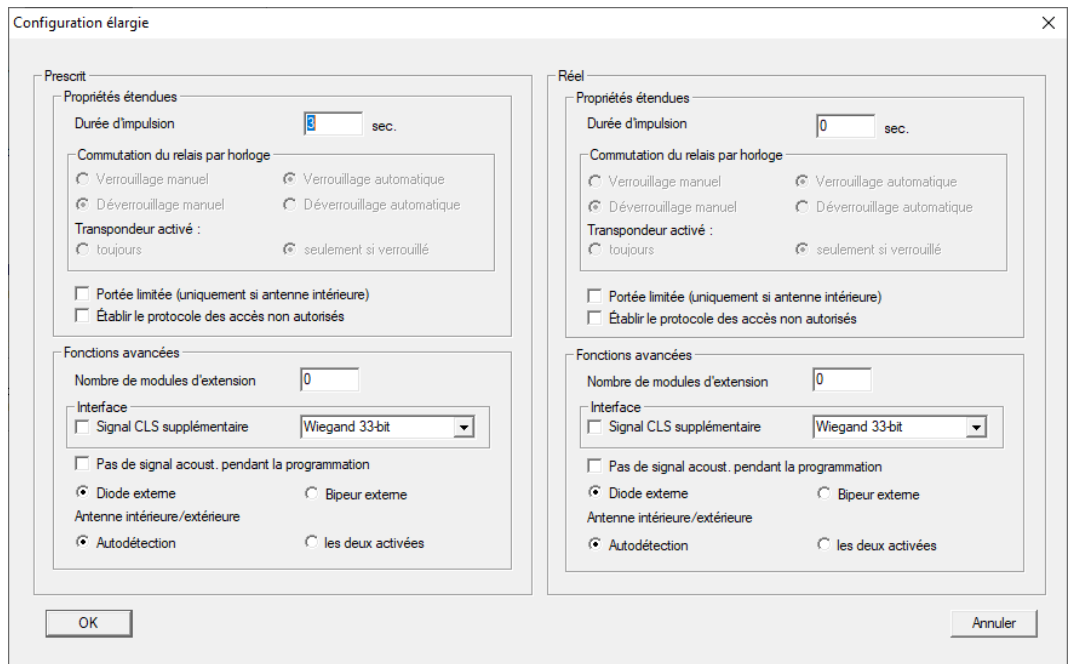 Configuration élargie
Prescrit
Propriétés étendues
Durée d'impulsion 3 sec.
Commutation du relais par horloge
Verrouillage manuel Verrouillage automatique
Déverrouillage manuel Déverrouillage automatique
Transpondeur activé :
toujours seulement si verrouillé
Portée limitée (uniquement si antenne intérieure)
Établir le protocole des accès non autorisés
Fonctions avancées
Nombre de modules d'extension 0
Interface
Signal CLS supplémentaire Wiegand 33-bit
Pas de signal acoust. pendant la programmation
Diode externe Bipeur externe
Antenne intérieure/extérieure
Autodétection les deux activées
Réel
Propriétés étendues
Durée d'impulsion 0 sec.
Commutation du relais par horloge
Verrouillage manuel Verrouillage automatique
Déverrouillage manuel Déverrouillage automatique
Transpondeur activé :
toujours seulement si verrouillé
Portée limitée (uniquement si antenne intérieure)
Établir le protocole des accès non autorisés
Fonctions avancées
Nombre de modules d'extension 0
Interface
Signal CLS supplémentaire Wiegand 33-bit
Pas de signal acoust. pendant la programmation
Diode externe Bipeur externe
Antenne intérieure/extérieure
Autodétection les deux activées
OK Annuler